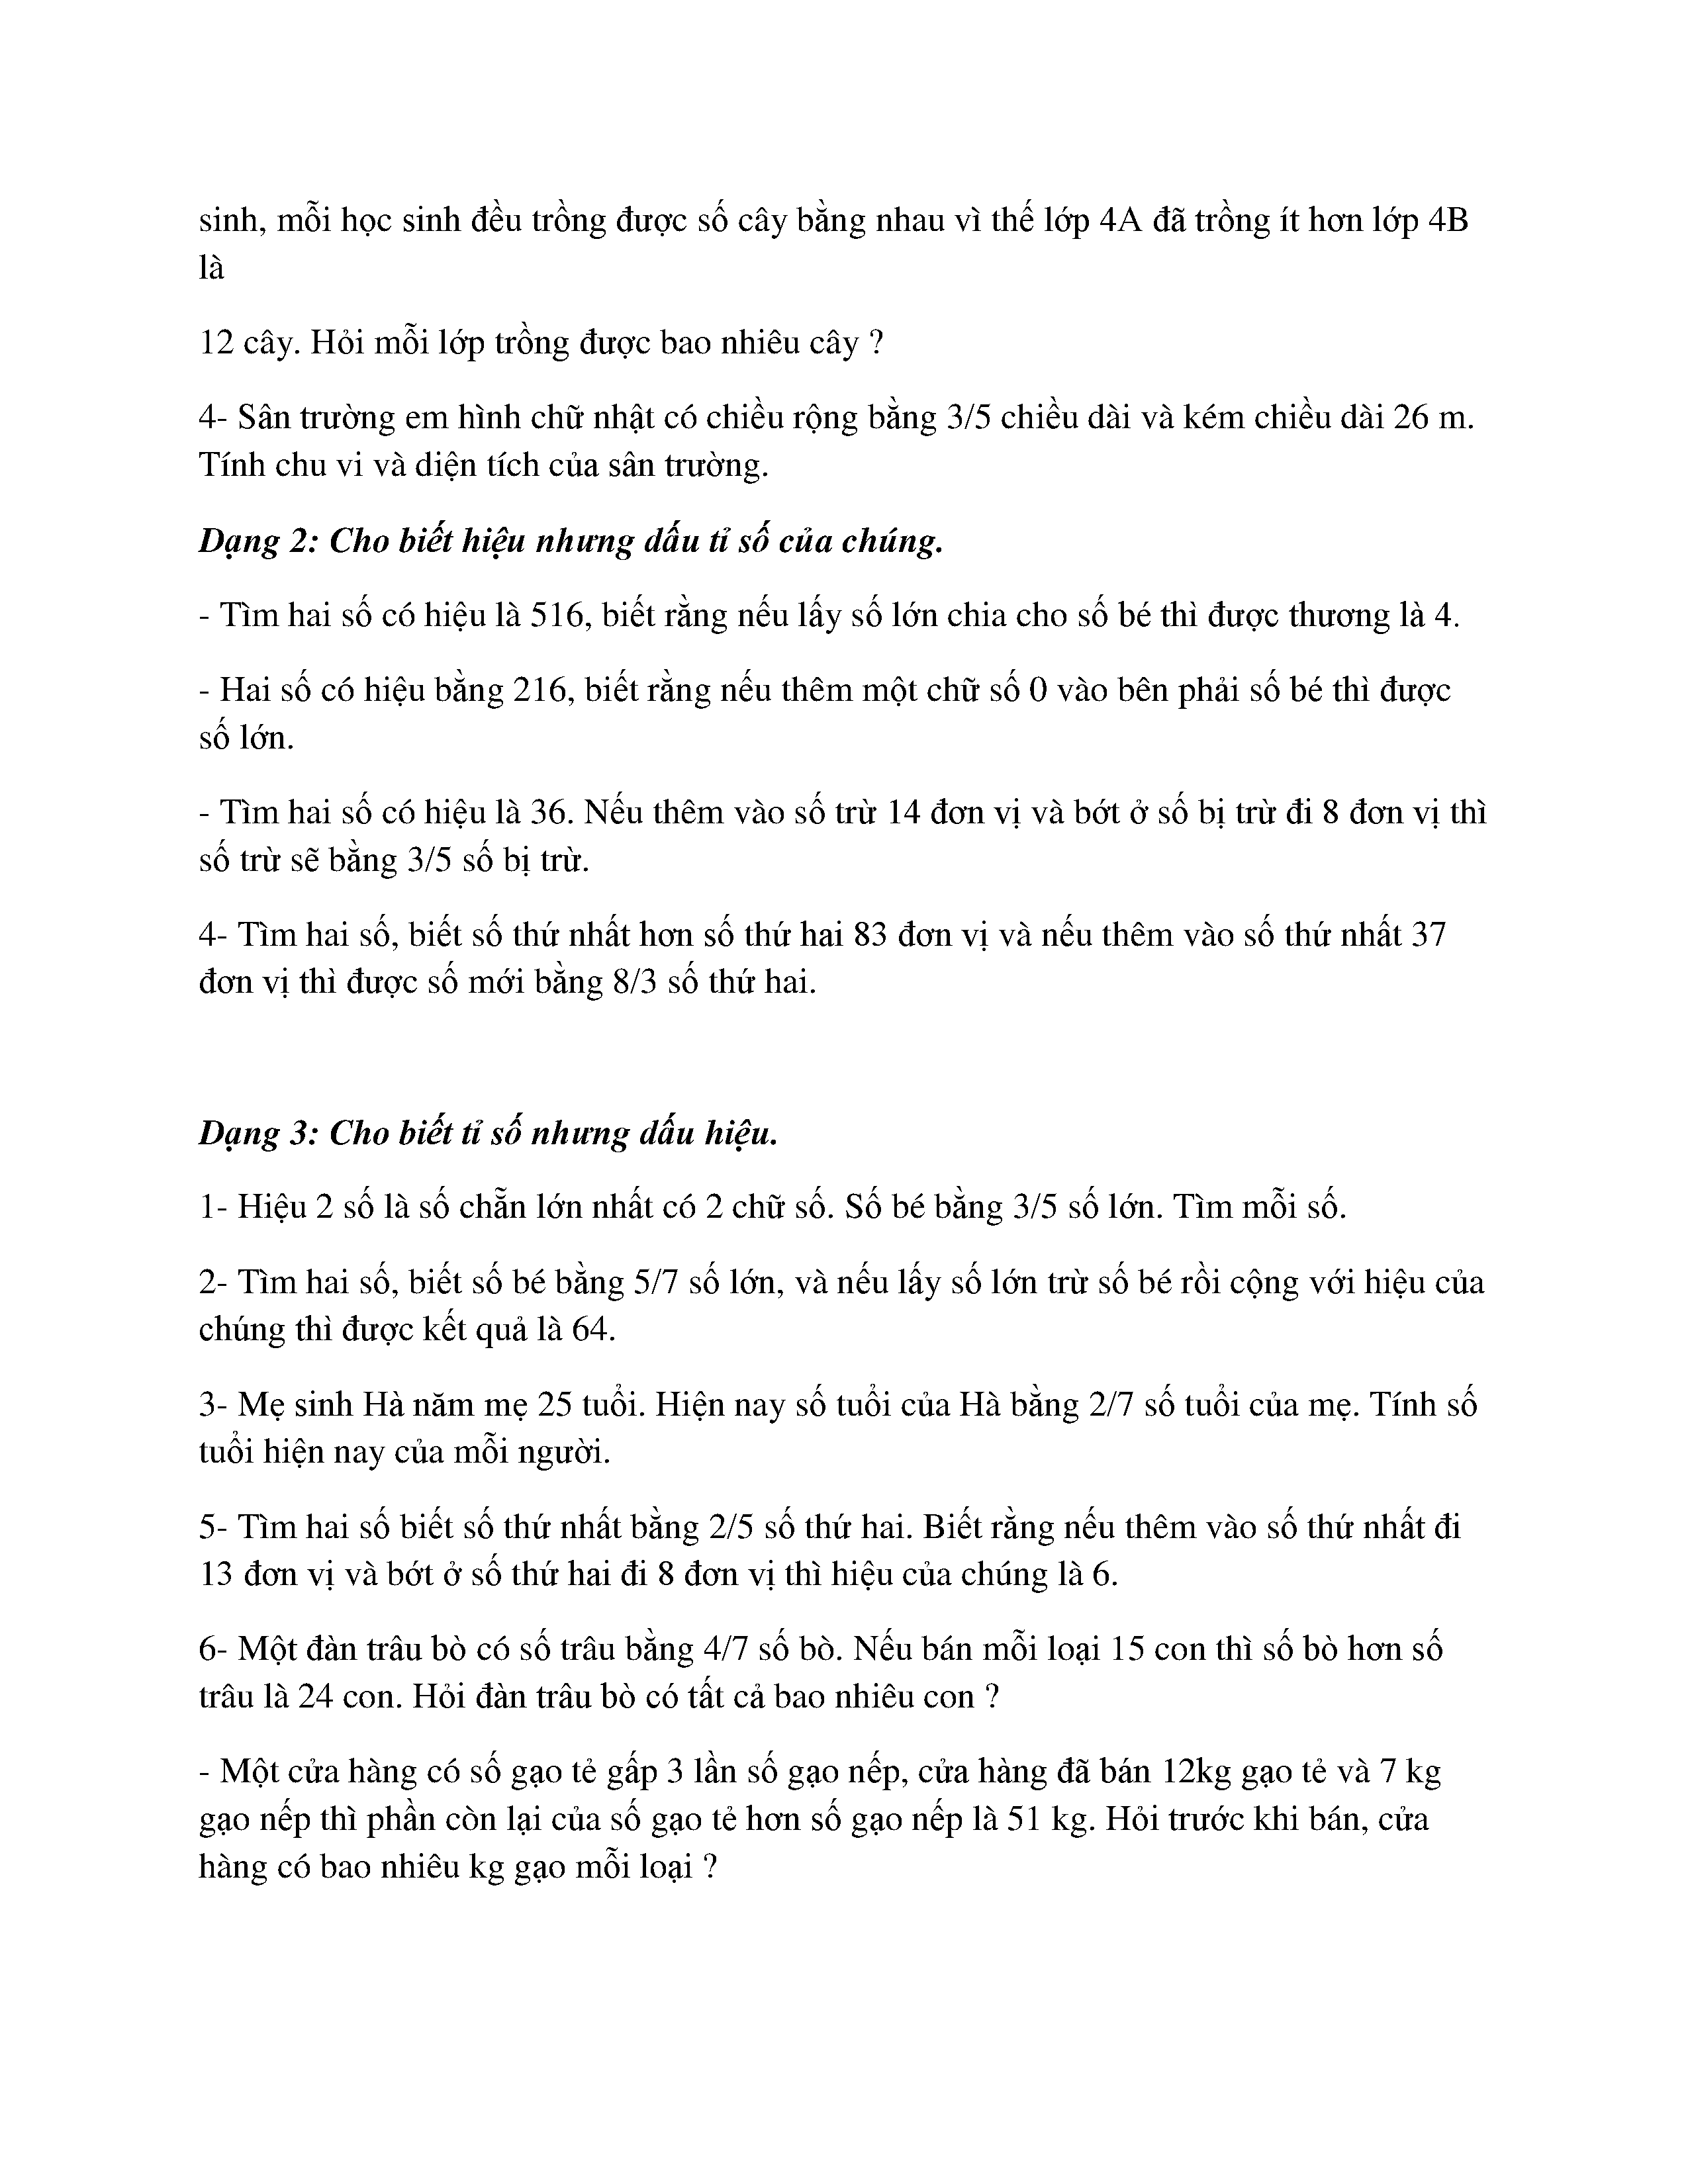 sinh, mỗi học sinh đều trồng được số cây bằng nhau vì thế lớp 4A đã trồng ít hơn lớp 4B
là
12 cây. Hỏi mỗi lớp trồng được bao nhiêu cây ?
4- Sân trường em hình chữ nhật có chiều rộng bằng 3/5 chiều dài và kém chiều dài 26 m.
Tính chu vi và diện tích của sân trường.
Dạng 2: Cho biết hiệu nhưng dấu tỉ số của chúng.
- Tìm hai số có hiệu là 516, biết rằng nếu lấy số lớn chia cho số bé thì được thương là 4.
- Hai số có hiệu bằng 216, biết rằng nếu thêm một chữ số 0 vào bên phải số bé thì được
số lớn.
- Tìm hai số có hiệu là 36. Nếu thêm vào số trừ 14 đơn vị và bớt ở số bị trừ đi 8 đơn vị thì
số trừ sẽ bằng 3/5 số bị trừ.
4- Tìm hai số, biết số thứ nhất hơn số thứ hai 83 đơn vị và nếu thêm vào số thứ nhất 37
đơn vị thì được số mới bằng 8/3 số thứ hai.
Dạng 3: Cho biết tỉ số nhưng dấu hiệu.
1- Hiệu 2 số là số chẵn lớn nhất có 2 chữ số. Số bé bằng 3/5 số lớn. Tìm mỗi số.
2- Tìm hai số, biết số bé bằng 5/7 số lớn, và nếu lấy số lớn trừ số bé rồi cộng với hiệu của
chúng thì được kết quả là 64.
3- Mẹ sinh Hà năm mẹ 25 tuổi. Hiện nay số tuổi của Hà bằng 2/7 số tuổi của mẹ. Tính số
tuổi hiện nay của mỗi người.
5- Tìm hai số biết số thứ nhất bằng 2/5 số thứ hai. Biết rằng nếu thêm vào số thứ nhất đi
13 đơn vị và bớt ở số thứ hai đi 8 đơn vị thì hiệu của chúng là 6.
6- Một đàn trâu bò có số trâu bằng 4/7 số bò. Nếu bán mỗi loại 15 con thì số bò hơn số
trâu là 24 con. Hỏi đàn trâu bò có tất cả bao nhiêu con ?
- Một cửa hàng có số gạo tẻ gấp 3 lần số gạo nếp, cửa hàng đã bán 12kg gạo tẻ và 7 kg
gạo nếp thì phần còn lại của số gạo tẻ hơn số gạo nếp là 51 kg. Hỏi trước khi bán, cửa
hàng có bao nhiêu kg gạo mỗi loại ?